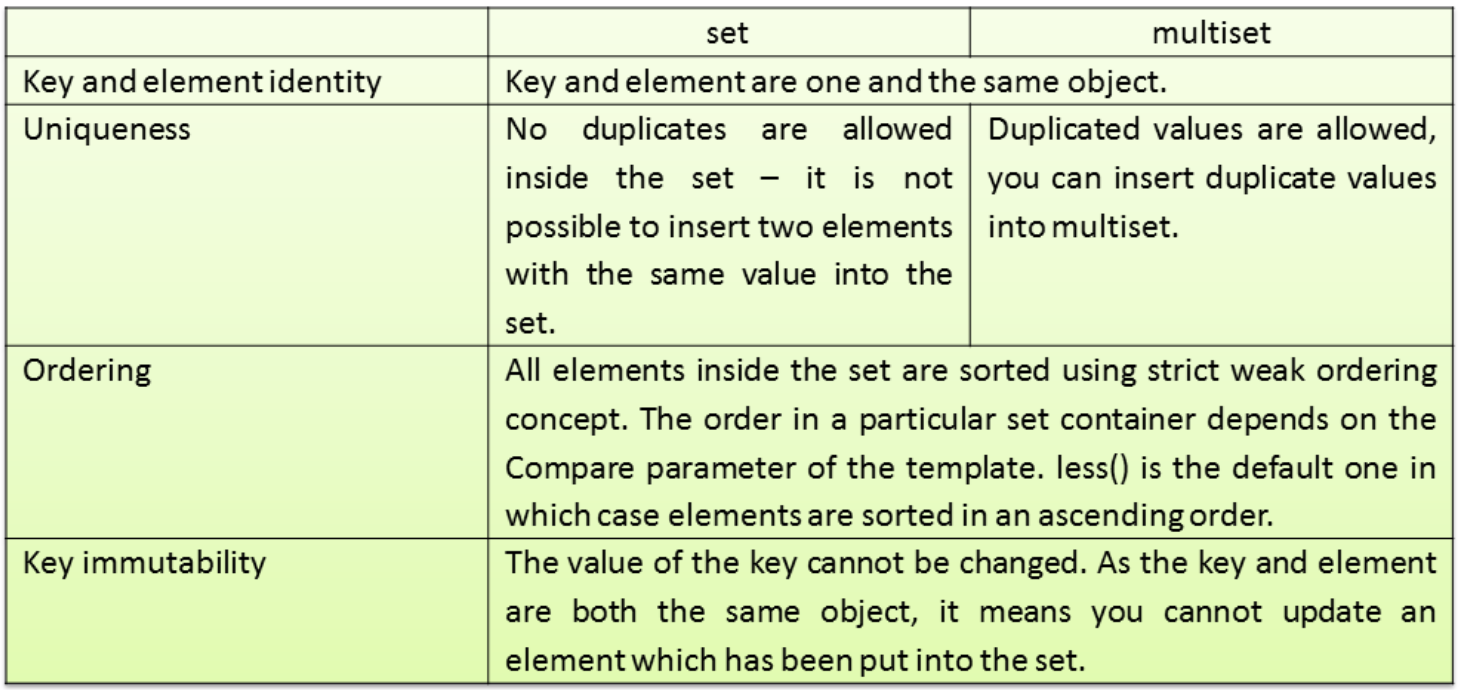 set multiset
Key and element identity Key and element are one and the same object.
Uniqueness No duplicates are allowed Duplicated values are allowed,
inside the set – it is not you can insert duplicate values
possible to insert two elements into multiset.
with the same value into the
set.
Ordering All elements inside the set are sorted using strict weak ordering
concept. The order in a particular set container depends on the
Compare parameter of the template. less() is the default one in
which case elements are sorted in an ascending order.
Key immutability The value of the key cannot be changed. As the key and element
are both the same object, it means you cannot update an
element which has been put into the set.